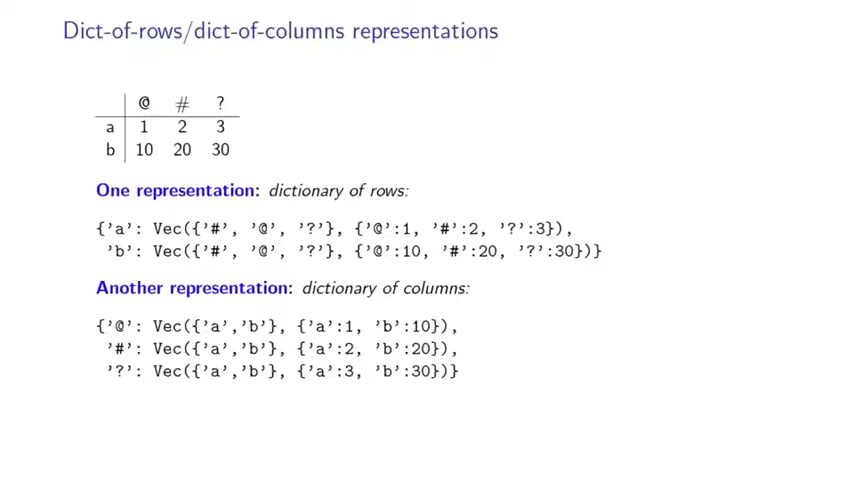 Dict-of-rows/dict-of-columns representations
@ # ?
a 1 2 3
b 10 20 30
One representation: dictionary of rows:
{'a': Vec({'#', '@', '?'}, {'@':1, '#':2, '?':3}),
'b': Vec({'#', '@', '?'}, {'@':10, '#':20, '?':30})}
Another representation: dictionary of columns:
{'@': Vec({'a','b'}, {'a':1, 'b':10}),
'#': Vec({'a','b'}, {'a':2, 'b':20}),
'?': Vec({'a','b'}, {'a':3, 'b':30})}